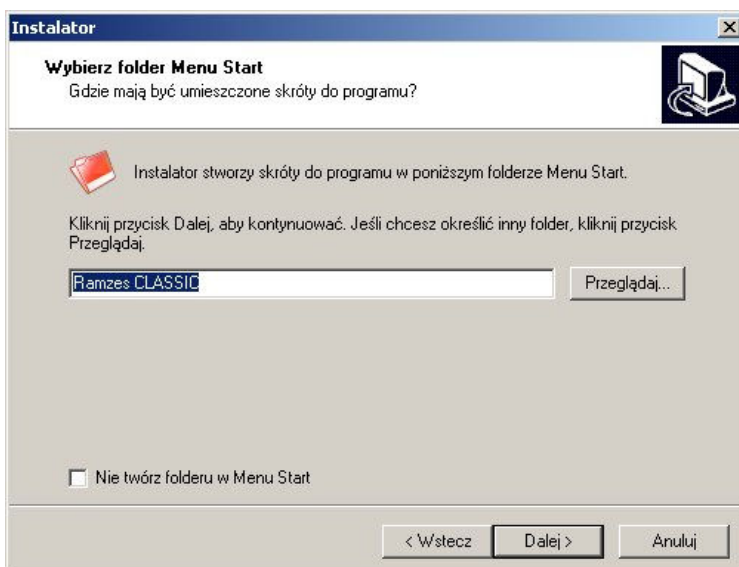 Instalator
Wybierz folder Menu Start
Gdzie mają być umieszczone skróty do programu?
Instalator stworzy skróty do programu w poniższym folderze Menu Start.
Kliknij przycisk Dalej, aby kontynuować. Jeśli chcesz określić inny folder, kliknij przycisk
Przeglądaj.
Ramzes CLASSIC
Przeglądaj...
Nie twórz folderu w Menu Start
< Wstecz
Dalej >
Anuluj